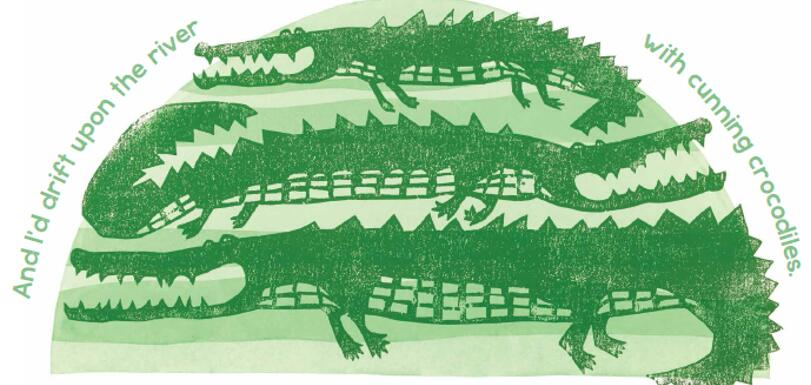 And I'd drift upon the river
with cunning crocodiles.